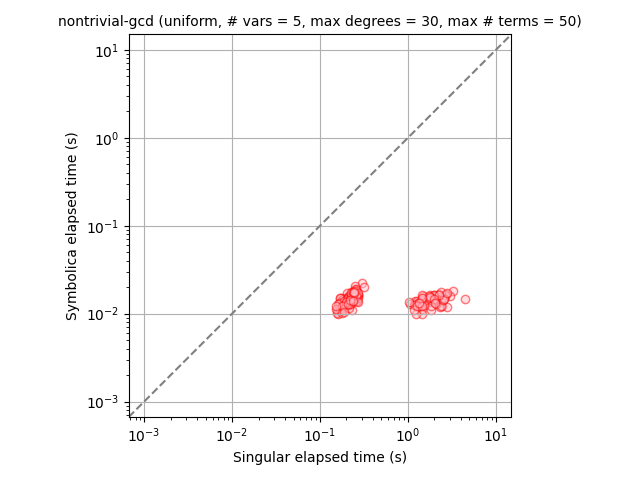 nontrivial-gcd (uniform, # vars = 5, max degrees = 30, max # terms = 50)
Symbolica elapsed time (s)
10¹
10⁰
10⁻¹
10⁻²
10⁻³
10⁻³ 10⁻² 10⁻¹ 10⁰ 10¹
Singular elapsed time (s)